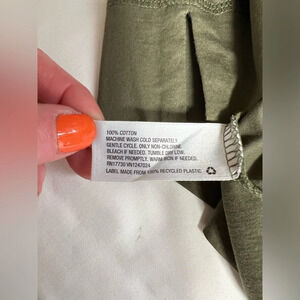 100% COTTON
MACHINE WASH COLD SEPARATELY
GENTLE CYCLE. ONLY NON-CHLORINE
BLEACH IF NEEDED. TUMBLE DRY LOW.
REMOVE PROMPTLY. WARM IRON IF NEEDED.
RN17730 VN1247024
LABEL MADE FROM 100% RECYCLED PLASTIC.